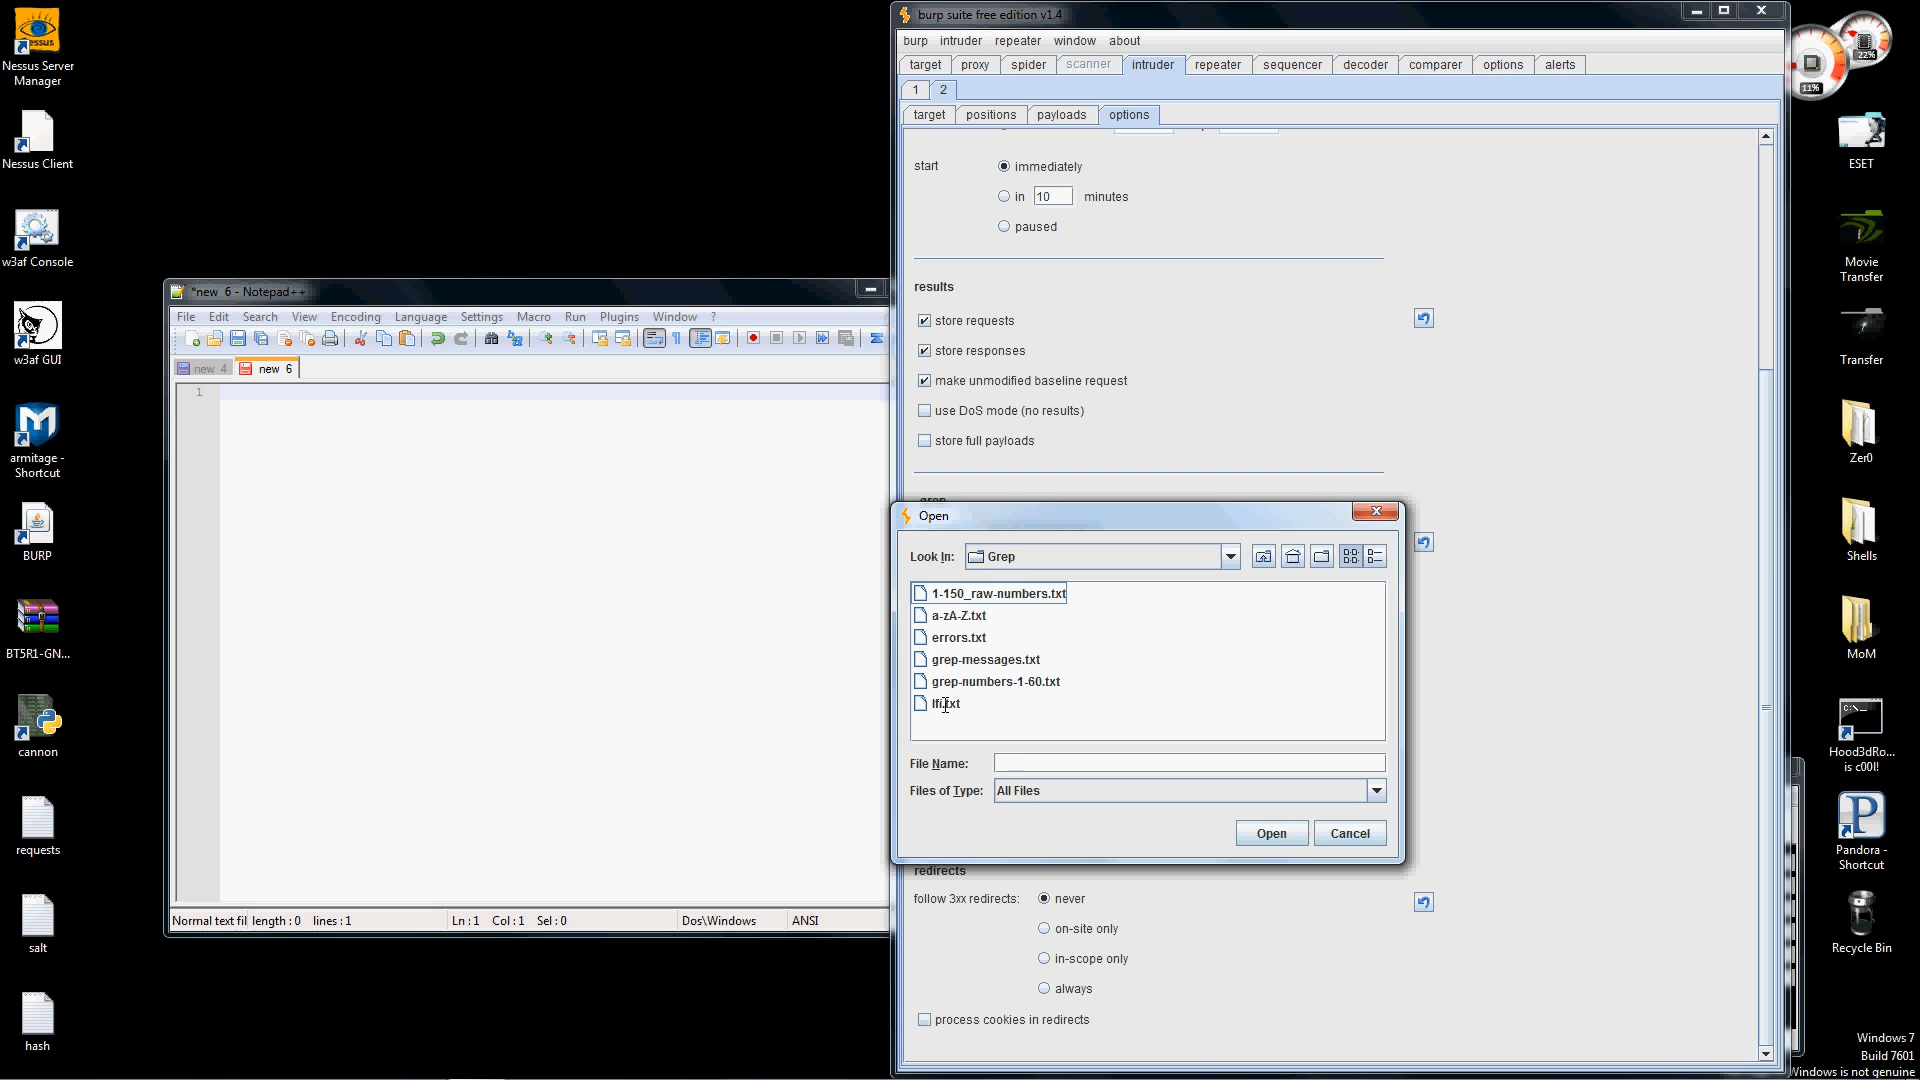 Nessus Server
Manager
Nessus Client
w3af Console
w3af GUI
armitage -
Shortcut
BURP
BT5R1-GN...
cannon
requests
salt
hash
*new 6 - Notepad++
File Edit Search View Encoding Language Settings Macro Run Plugins Window ?
new 4
new 6
1
Normal text fil length : 0 lines : 1
Ln : 1 Col : 1 Sel : 0
Dos\Windows
ANSI
burp suite free edition v1.4
burp intruder repeater window about
target proxy spider scanner intruder repeater sequencer decoder comparer options alerts
1 2
target positions payloads options
start
immediately
in 10 minutes
paused
results
store requests
store responses
make unmodified baseline request
use DoS mode (no results)
store full payloads
grep
Open
Look In: Grep
1-150_raw-numbers.txt
a-zA-Z.txt
errors.txt
grep-messages.txt
grep-numbers-1-60.txt
lfi.txt
File Name:
Files of Type: All Files
Open Cancel
redirects
follow 3xx redirects: never
on-site only
in-scope only
always
process cookies in redirects
22%
11%
ESET
Movie
Transfer
Transfer
Zer0
Shells
MoM
C:\_
Hood3dRo...
is c00l!
Pandora -
Shortcut
Recycle Bin
Windows 7
Build 7601
Windows is not genuine